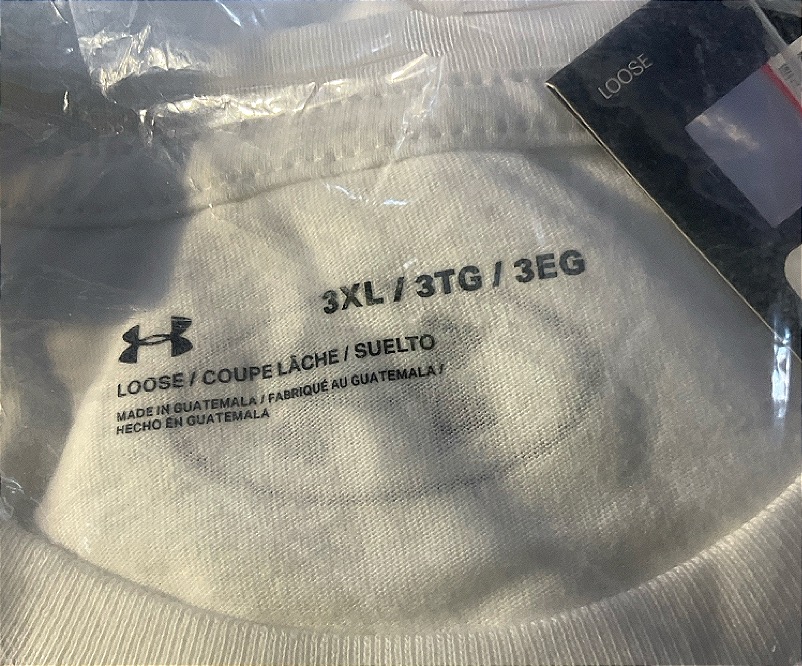 LOOSE
3XL / 3TG / 3EG
LOOSE / COUPE LÂCHE / SUELTO
MADE IN GUATEMALA / FABRIQUÉ AU GUATEMALA /
HECHO EN GUATEMALA